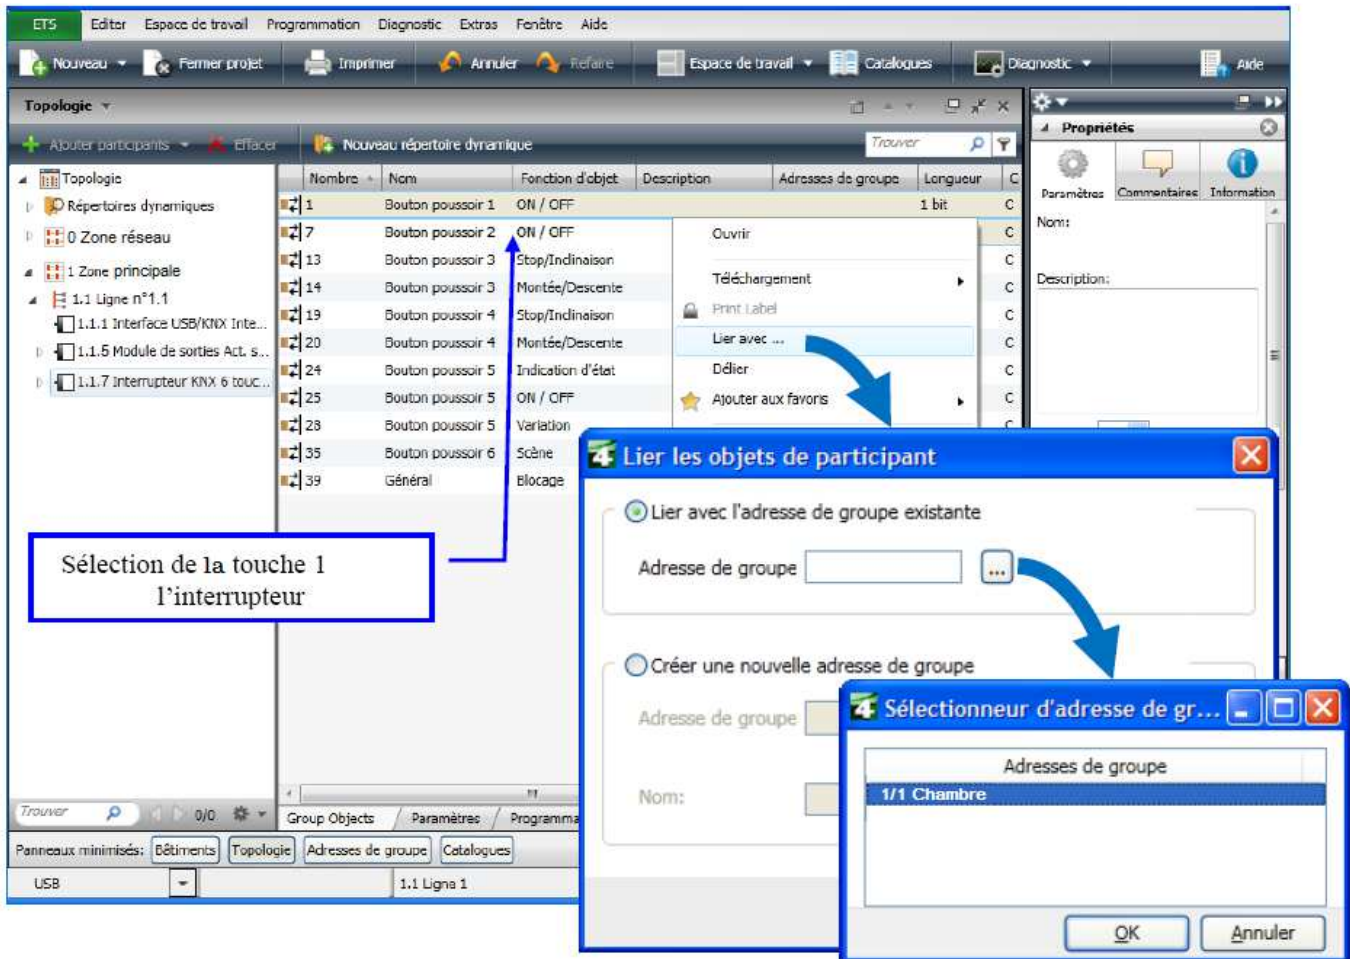 ETS Editer Espace de travail Programmation Diagnostic Extras Fenêtre Aide
Nouveau Fermer projet Imprimer Annuler Refaire Espace de travail Catalogues Diagnostic Aide
Topologie
Ajouter participants Effacer Nouveau répertoire dynamique Trouver
Topologie
Répertoires dynamiques
0 Zone réseau
1 Zone principale
1.1 Ligne n°1.1
1.1.1 Interface USB/KNX Inte...
1.1.5 Module de sorties Act. s...
1.1.7 Interrupteur KNX 6 touc...
Nombre Nom Fonction d'objet Description Adresses de groupe Longueur C
1 Bouton poussoir 1 ON / OFF 1 bit C
7 Bouton poussoir 2 ON / OFF C
13 Bouton poussoir 3 Stop/Inclinaison C
14 Bouton poussoir 3 Montée/Descente C
19 Bouton poussoir 4 Stop/Inclinaison C
20 Bouton poussoir 4 Montée/Descente C
24 Bouton poussoir 5 Indication d'état C
25 Bouton poussoir 5 ON / OFF C
28 Bouton poussoir 5 Variation C
35 Bouton poussoir 6 Scène
39 Général Blocage
Ouvrir
Téléchargement
Print Label
Lier avec ...
Délier
Ajouter aux favoris
Propriétés
Paramètres Commentaires Information
Nom:
Description:
Sélection de la touche 1
l'interrupteur
4 Lier les objets de participant
Lier avec l'adresse de groupe existante
Adresse de groupe ...
Créer une nouvelle adresse de groupe
Adresse de groupe
Nom:
4 Sélectionneur d'adresse de gr...
Adresses de groupe
1/1 Chambre
OK Annuler
Trouver 0/0
Group Objects Paramètres Programma
Panneaux minimisés: Bâtiments Topologie Adresses de groupe Catalogues
USB 1.1 Ligne 1